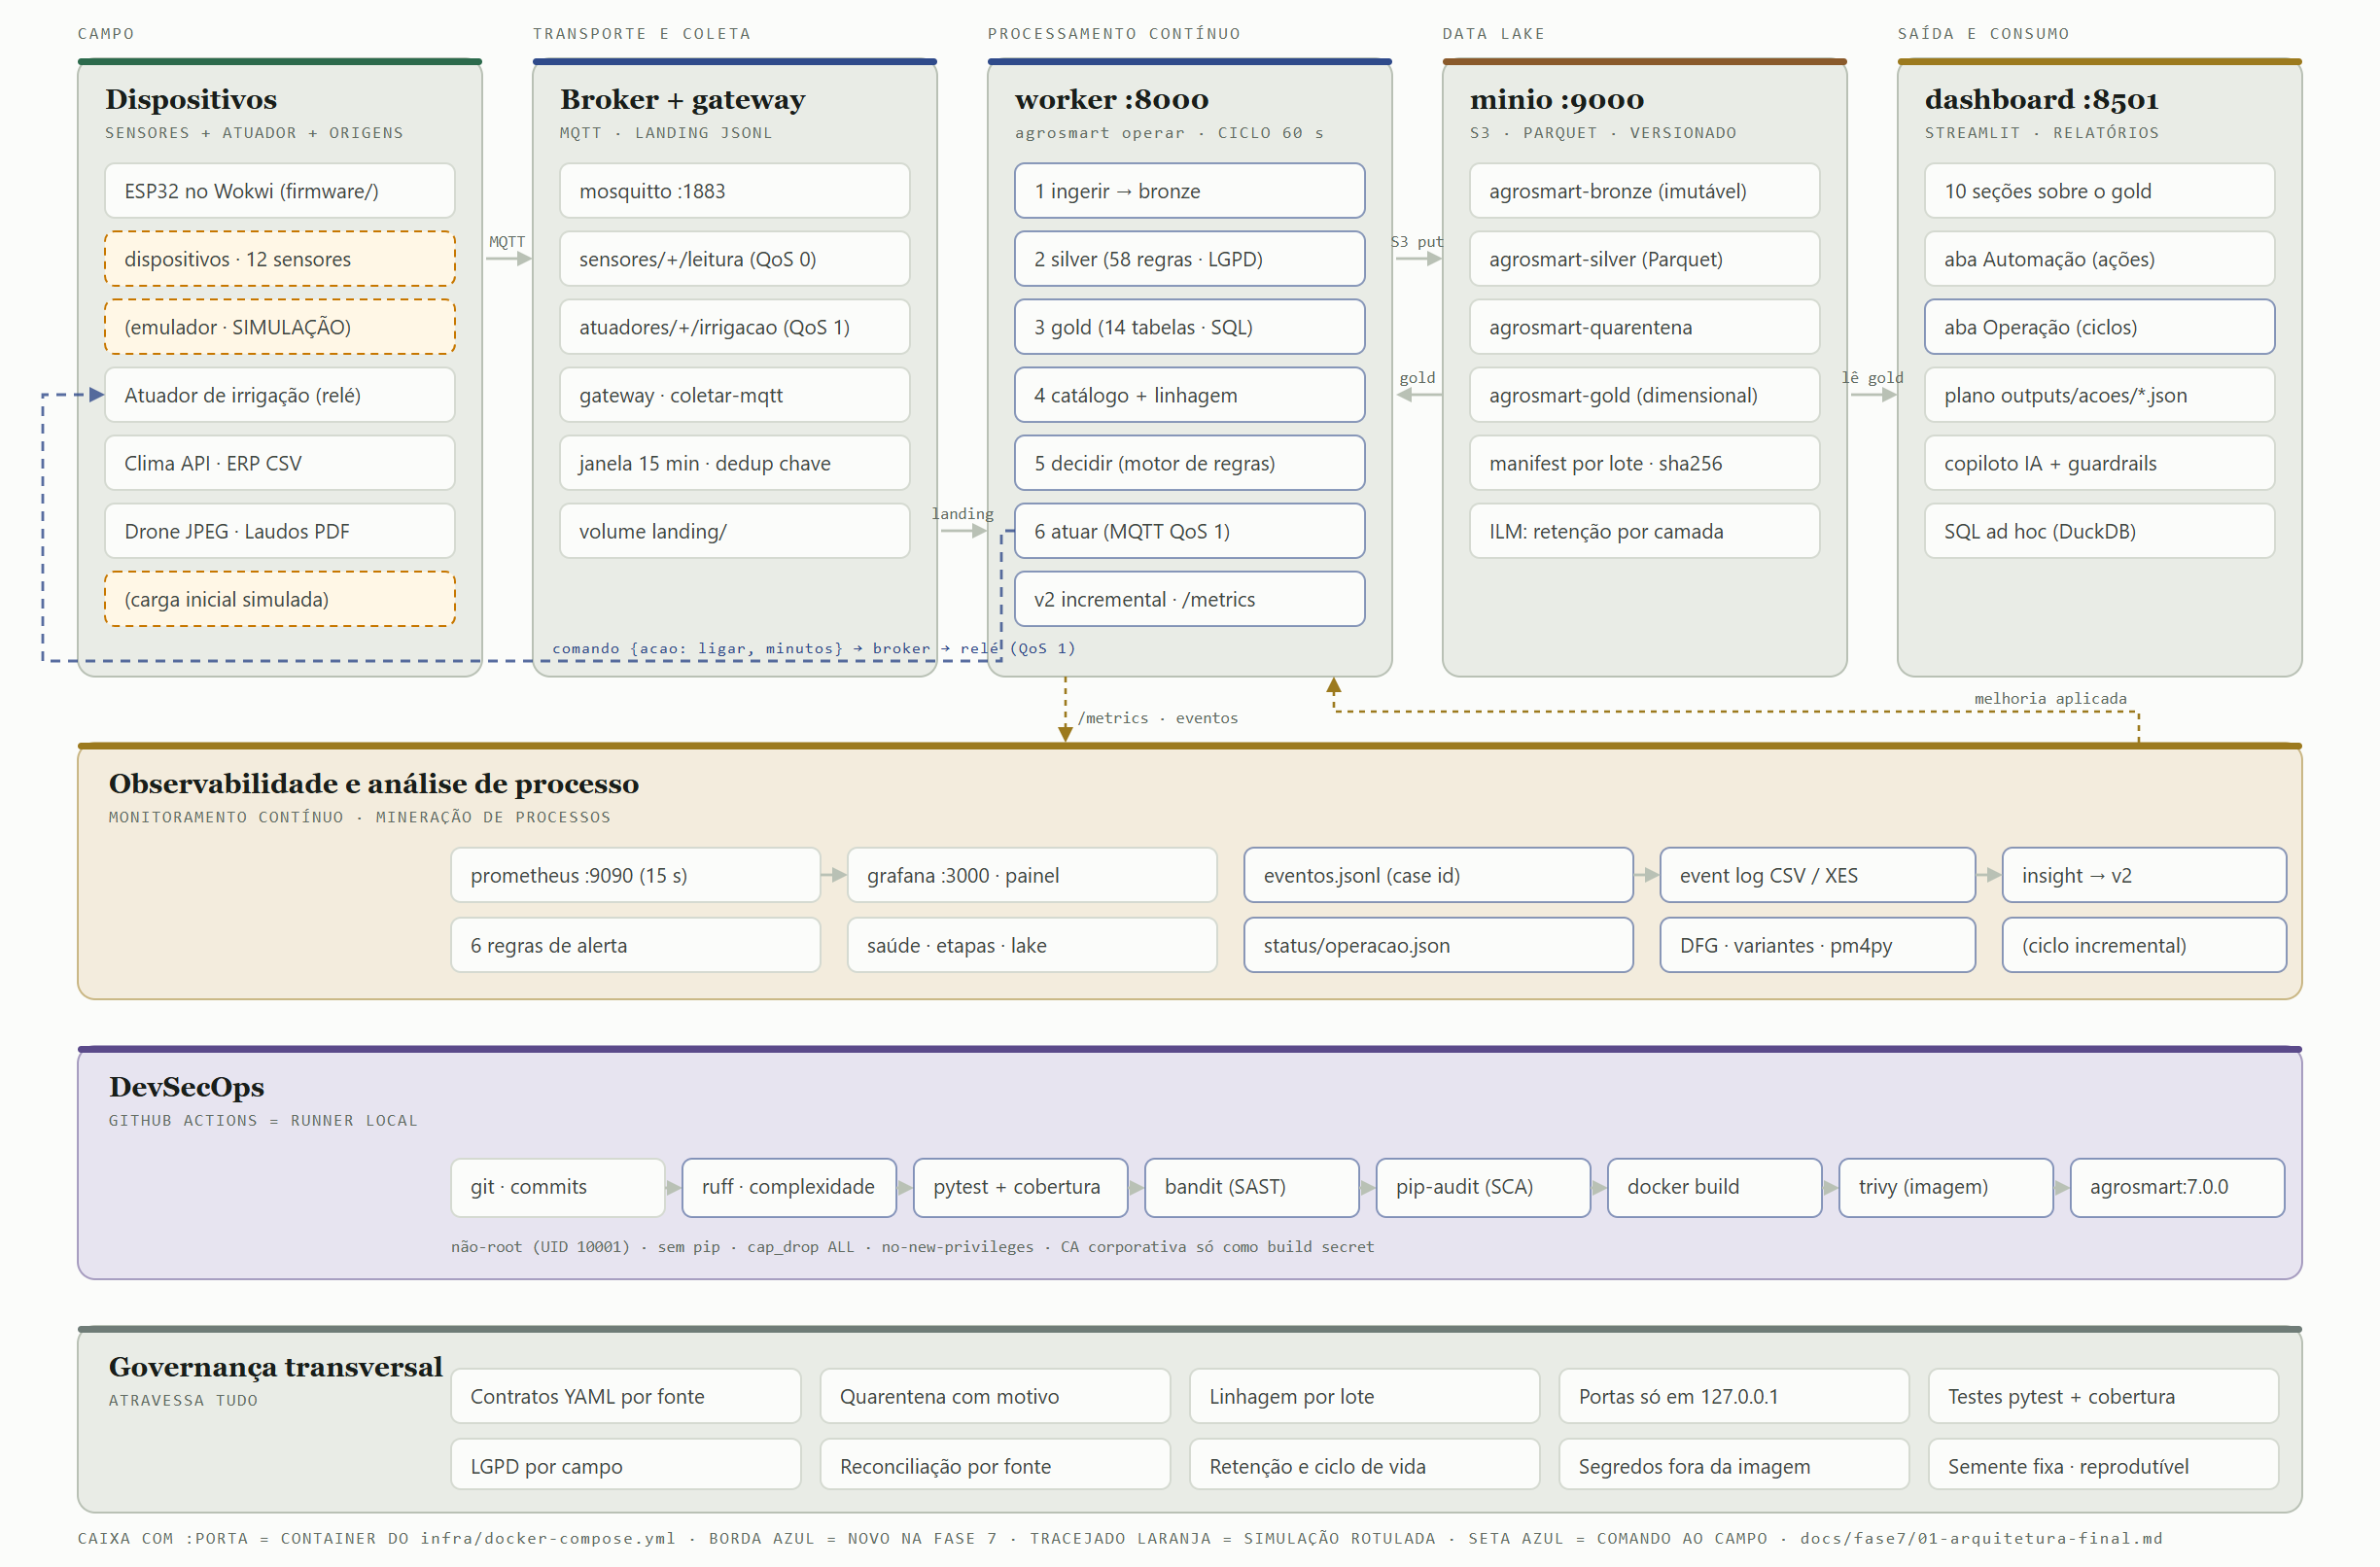 CAMPO
Dispositivos
SENSORES + ATUADOR + ORIGENS
ESP32 no Wokwi (firmware/)
dispositivos · 12 sensores
(emulador · SIMULAÇÃO)
Atuador de irrigação (relé)
Clima API · ERP CSV
Drone JPEG · Laudos PDF
(carga inicial simulada)
MQTT
TRANSPORTE E COLETA
Broker + gateway
MQTT · LANDING JSONL
mosquitto :1883
sensores/+/leitura (QoS 0)
atuadores/+/irrigacao (QoS 1)
gateway · coletar-mqtt
janela 15 min · dedup chave
volume landing/
landing
comando {acao: ligar, minutos} → broker → relé (QoS 1)
PROCESSAMENTO CONTÍNUO
worker :8000
agrosmart operar · CICLO 60 s
1 ingerir → bronze
2 silver (58 regras · LGPD)
3 gold (14 tabelas · SQL)
4 catálogo + linhagem
5 decidir (motor de regras)
6 atuar (MQTT QoS 1)
v2 incremental · /metrics
S3 put
gold
DATA LAKE
minio :9000
S3 · PARQUET · VERSIONADO
agrosmart-bronze (imutável)
agrosmart-silver (Parquet)
agrosmart-quarentena
agrosmart-gold (dimensional)
manifest por lote · sha256
ILM: retenção por camada
lê gold
SAÍDA E CONSUMO
dashboard :8501
STREAMLIT · RELATÓRIOS
10 seções sobre o gold
aba Automação (ações)
aba Operação (ciclos)
plano outputs/acoes/*.json
copiloto IA + guardrails
SQL ad hoc (DuckDB)
/metrics · eventos
melhoria aplicada
Observabilidade e análise de processo
MONITORAMENTO CONTÍNUO · MINERAÇÃO DE PROCESSOS
prometheus :9090 (15 s)
grafana :3000 · painel
eventos.jsonl (case id)
event log CSV / XES
insight → v2
6 regras de alerta
saúde · etapas · lake
status/operacao.json
DFG · variantes · pm4py
(ciclo incremental)
DevSecOps
GITHUB ACTIONS = RUNNER LOCAL
git · commits
ruff · complexidade
pytest + cobertura
bandit (SAST)
pip-audit (SCA)
docker build
trivy (imagem)
agrosmart:7.0.0
não-root (UID 10001) · sem pip · cap_drop ALL · no-new-privileges · CA corporativa só como build secret
Governança transversal
ATRAVESSA TUDO
Contratos YAML por fonte
Quarentena com motivo
Linhagem por lote
Portas só em 127.0.0.1
Testes pytest + cobertura
LGPD por campo
Reconciliação por fonte
Retenção e ciclo de vida
Segredos fora da imagem
Semente fixa · reprodutível
CAIXA COM :PORTA = CONTAINER DO infra/docker-compose.yml · BORDA AZUL = NOVO NA FASE 7 · TRACEJADO LARANJA = SIMULAÇÃO ROTULADA · SETA AZUL = COMANDO AO CAMPO · docs/fase7/01-arquitetura-final.md